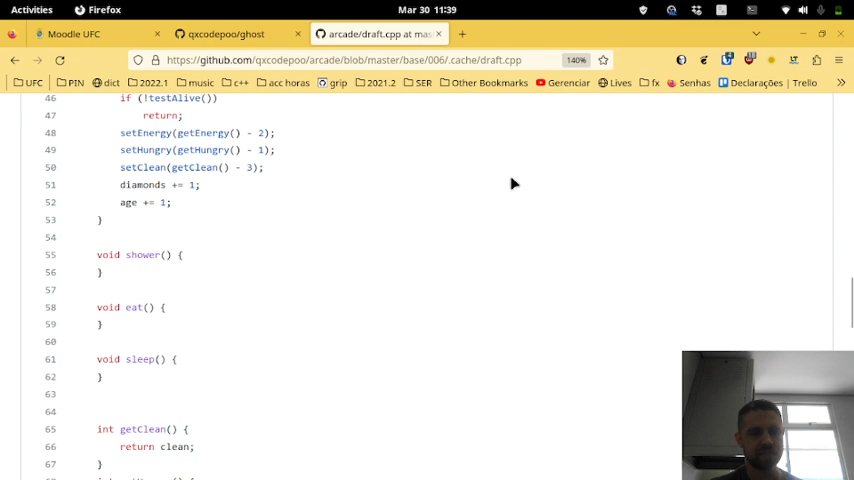 Activities Firefox Mar 30 11:39
Moodle UFC × qxcodepoo/ghost × arcade/draft.cpp at mas ×
https://github.com/qxcodepoo/arcade/blob/master/base/006/.cache/draft.cpp 140%
UFC PIN dict 2022.1 music c++ acc horas grip 2021.2 SER Other Bookmarks Gerenciar Lives fx Senhas Declarações | Trello
46 if (!testAlive())
47 return;
48 setEnergy(getEnergy() - 2);
49 setHungry(getHungry() - 1);
50 setClean(getClean() - 3);
51 diamonds += 1;
52 age += 1;
53 }
54
55 void shower() {
56 }
57
58 void eat() {
59 }
60
61 void sleep() {
62 }
63
64
65 int getClean() {
66 return clean;
67 }